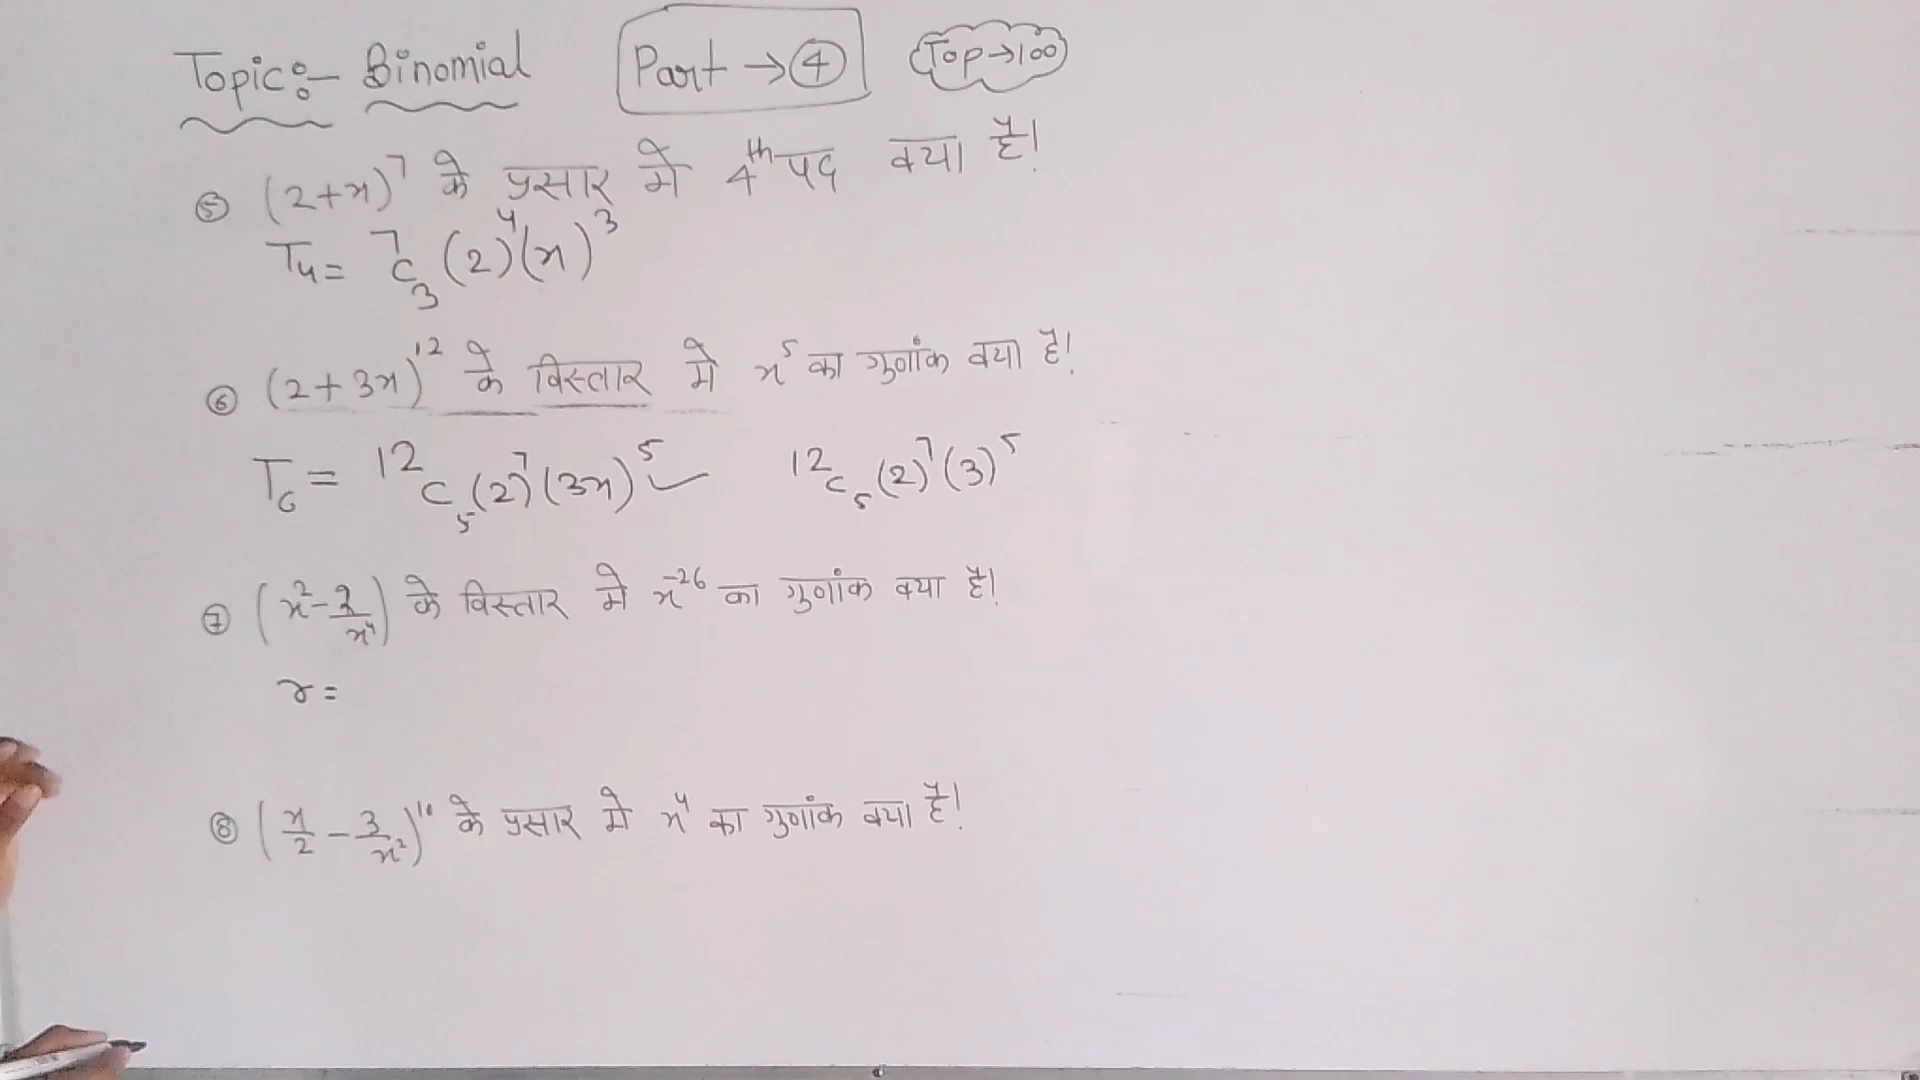 Topic:- Binomial Part →④ Top→100
⑤ (2+x)⁷ के प्रसार मे 4ᵗʰ पद क्या है।
T₄= ⁷C₃ (2)⁴(x)³
⑥ (2+3x)¹² के विस्तार मे x⁵ का गुणांक क्या है।
T₆ = ¹²C₅(2)⁷(3x)⁵ ✓ ¹²C₅(2)⁷(3)⁵
⑦ (x²-2/x⁴) के विस्तार मे x⁻²⁶ का गुणांक क्या है।
r=
⑧ (x/2 - 3/x²)¹⁰ के प्रसार मे x⁴ का गुणांक क्या है।